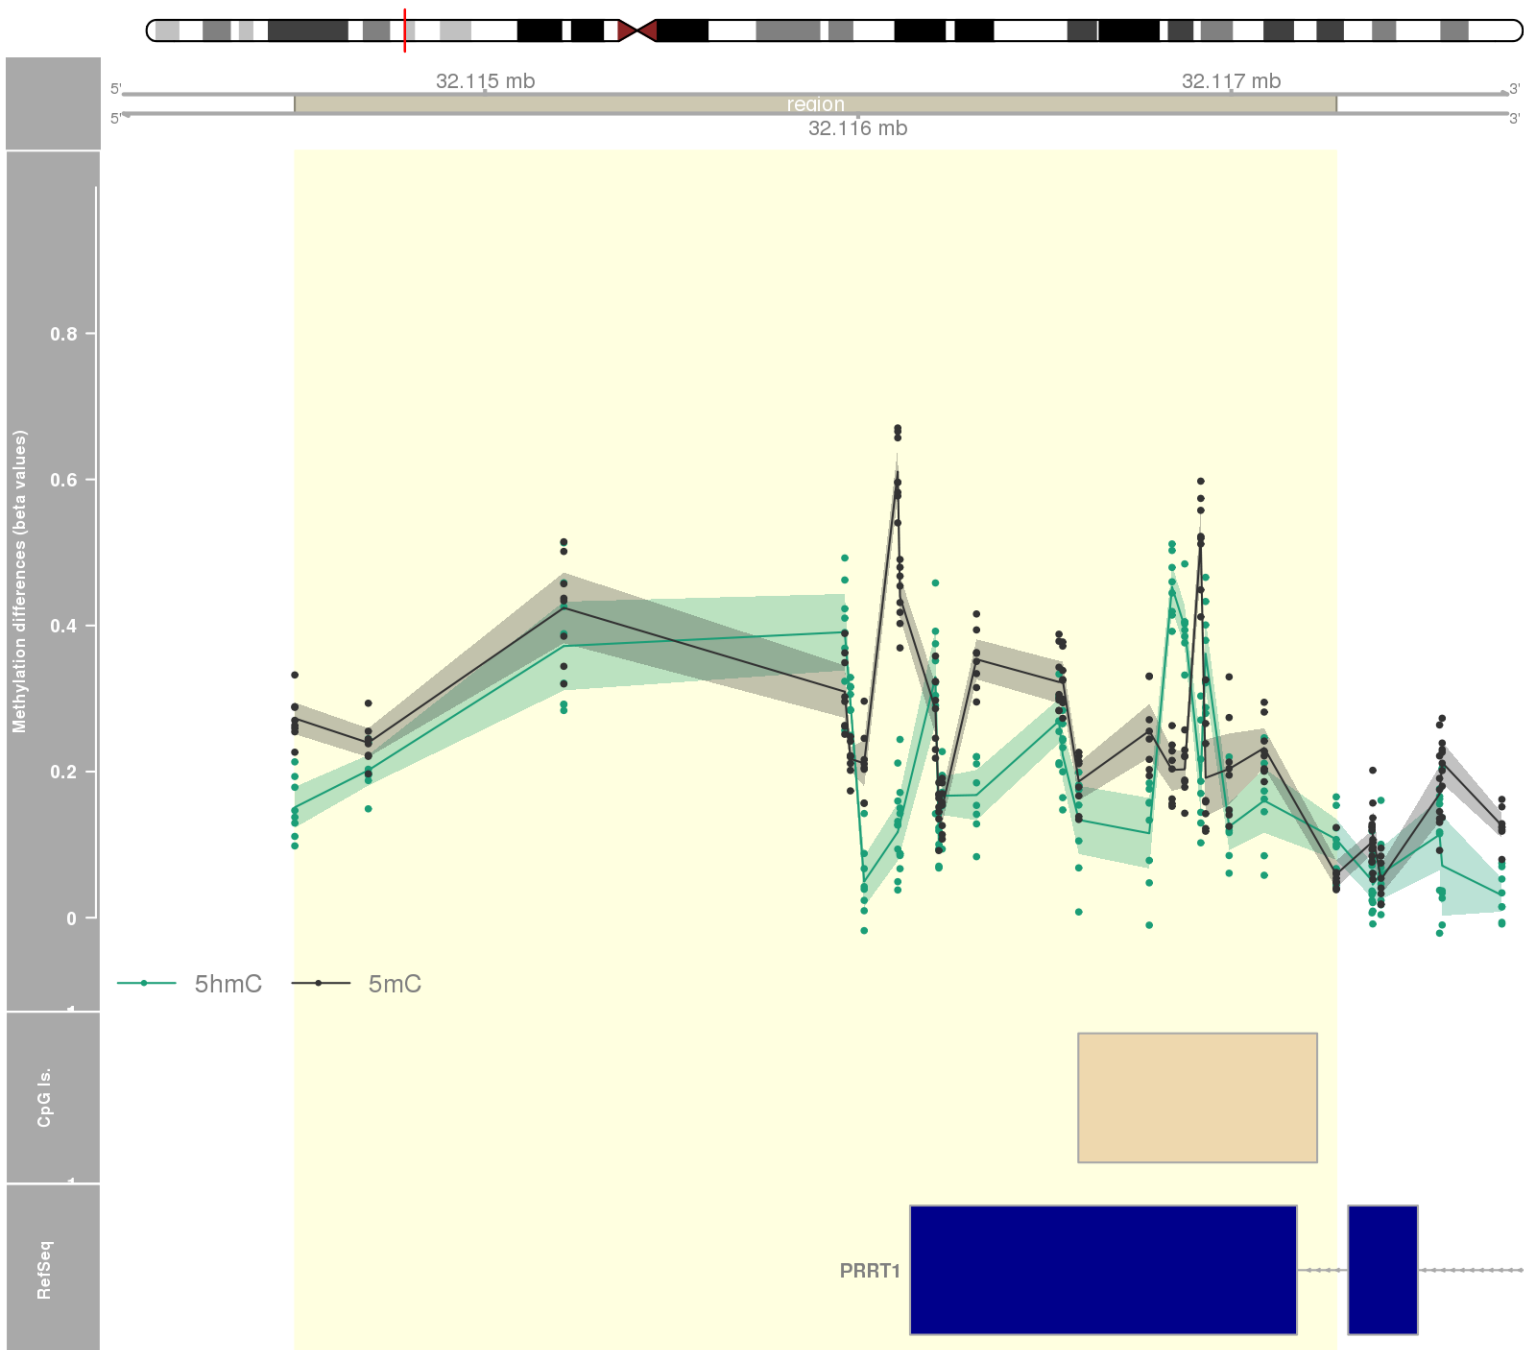 32.115 mb
32.117 mb
5'
3'
region
5'
3'
32.116 mb
Methylation differences (beta values)
0.8
0.6
0.4
0.2
0
5hmC
5mC
CpG Is.
PRRT1
RefSeq